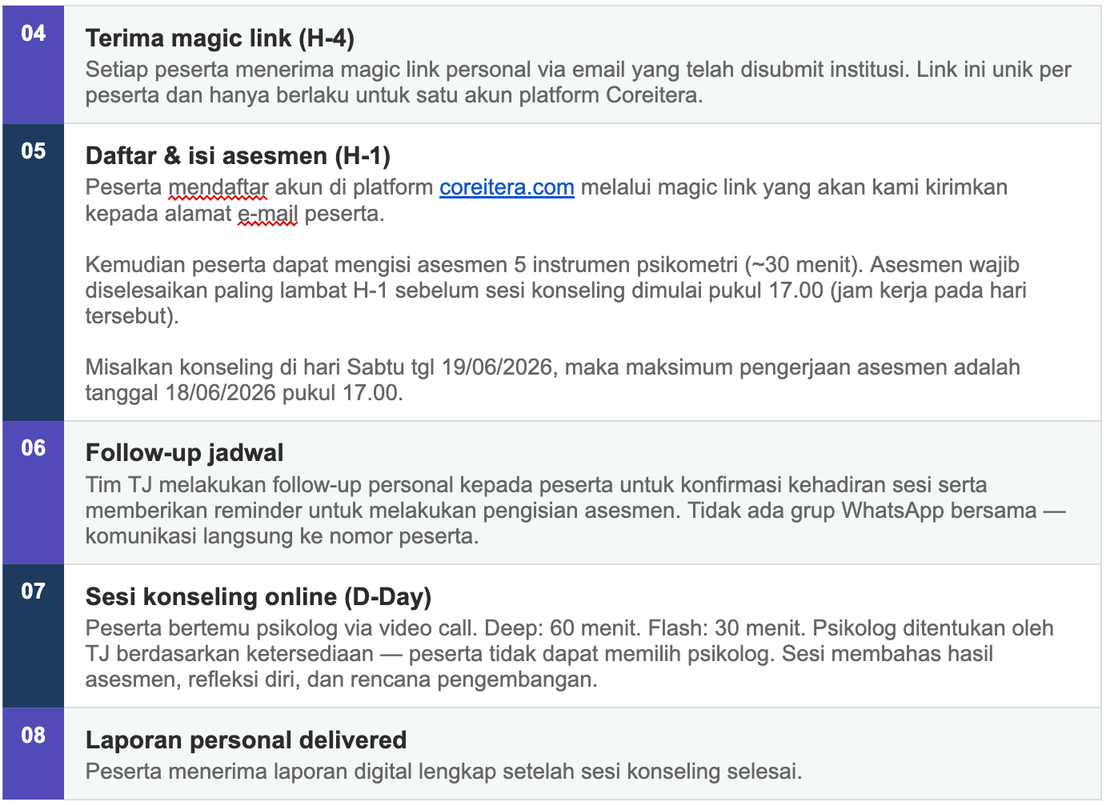 04
Terima magic link (H-4)
Setiap peserta menerima magic link personal via email yang telah disubmit institusi. Link ini unik per
peserta dan hanya berlaku untuk satu akun platform Coreitera.
05
Daftar & isi asesmen (H-1)
Peserta mendaftar akun di platform coreitera.com melalui magic link yang akan kami kirimkan
kepada alamat e-mail peserta.
Kemudian peserta dapat mengisi asesmen 5 instrumen psikometri (~30 menit). Asesmen wajib
diselesaikan paling lambat H-1 sebelum sesi konseling dimulai pukul 17.00 (jam kerja pada hari
tersebut).
Misalkan konseling di hari Sabtu tgl 19/06/2026, maka maksimum pengerjaan asesmen adalah
tanggal 18/06/2026 pukul 17.00.
06
Follow-up jadwal
Tim TJ melakukan follow-up personal kepada peserta untuk konfirmasi kehadiran sesi serta
memberikan reminder untuk melakukan pengisian asesmen. Tidak ada grup WhatsApp bersama —
komunikasi langsung ke nomor peserta.
07
Sesi konseling online (D-Day)
Peserta bertemu psikolog via video call. Deep: 60 menit. Flash: 30 menit. Psikolog ditentukan oleh
TJ berdasarkan ketersediaan — peserta tidak dapat memilih psikolog. Sesi membahas hasil
asesmen, refleksi diri, dan rencana pengembangan.
08
Laporan personal delivered
Peserta menerima laporan digital lengkap setelah sesi konseling selesai.